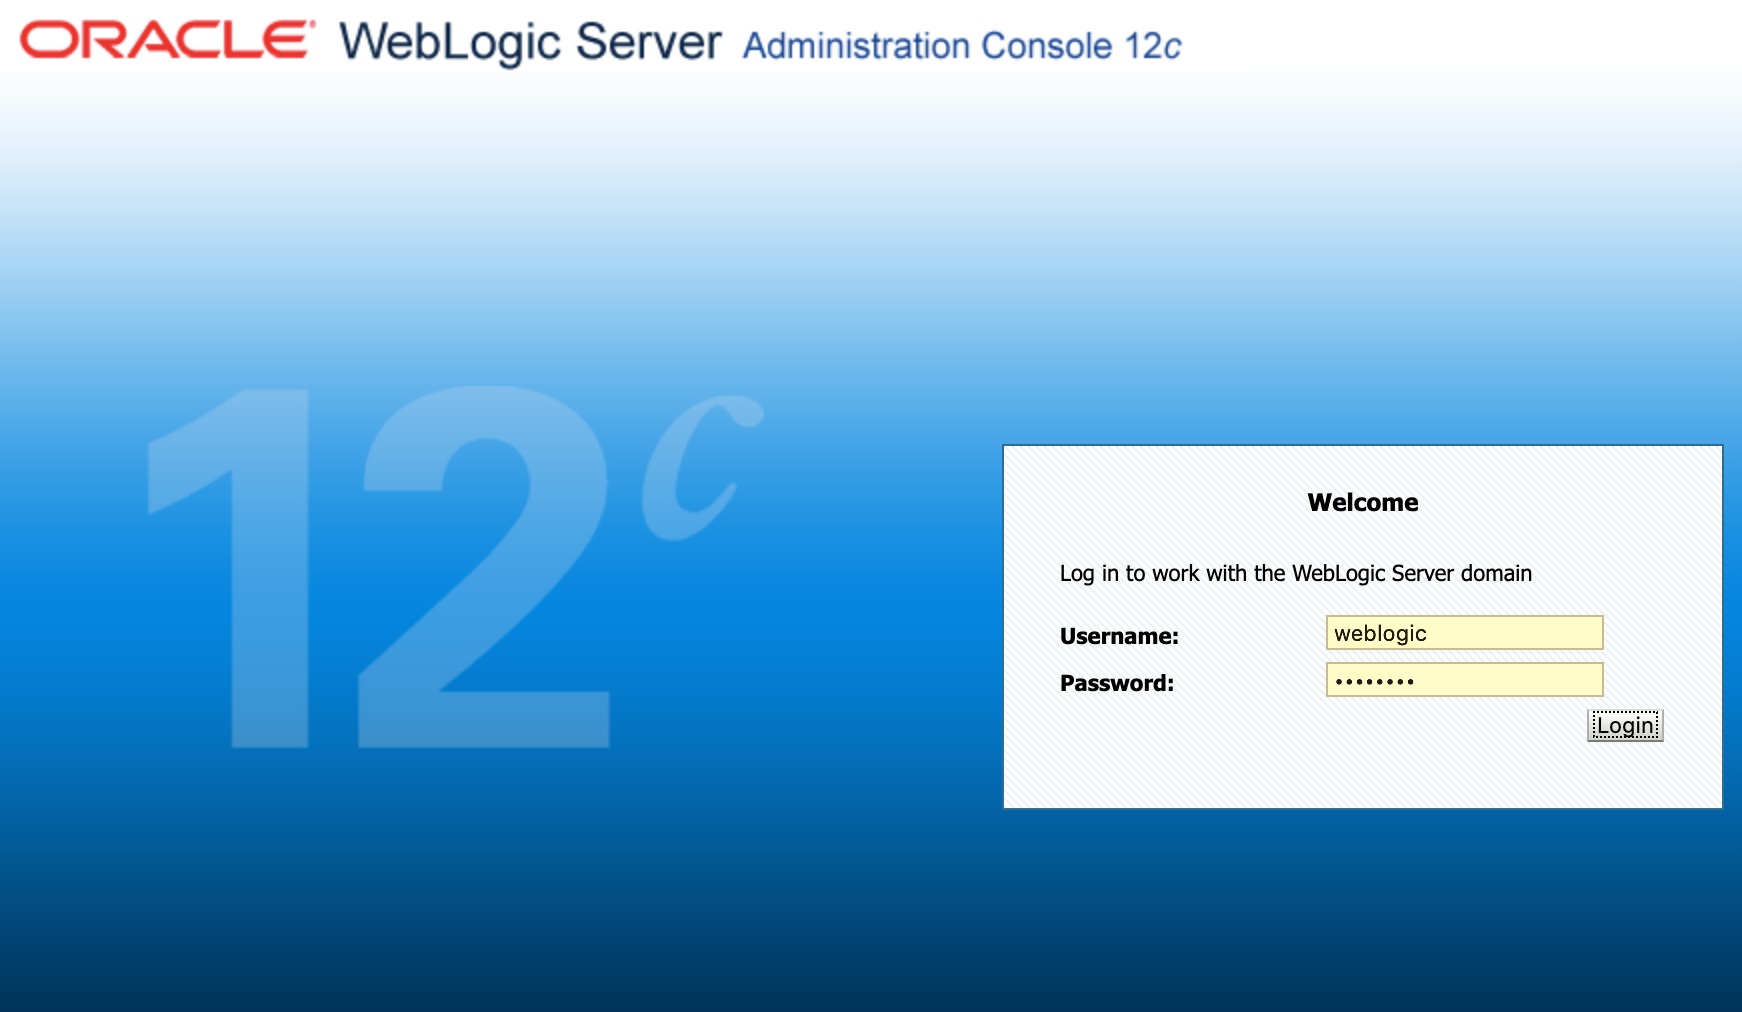 ORACLE WebLogic Server Administration Console 12c
12c
Welcome
Log in to work with the WebLogic Server domain
Username: weblogic
Password: ••••••••
Login